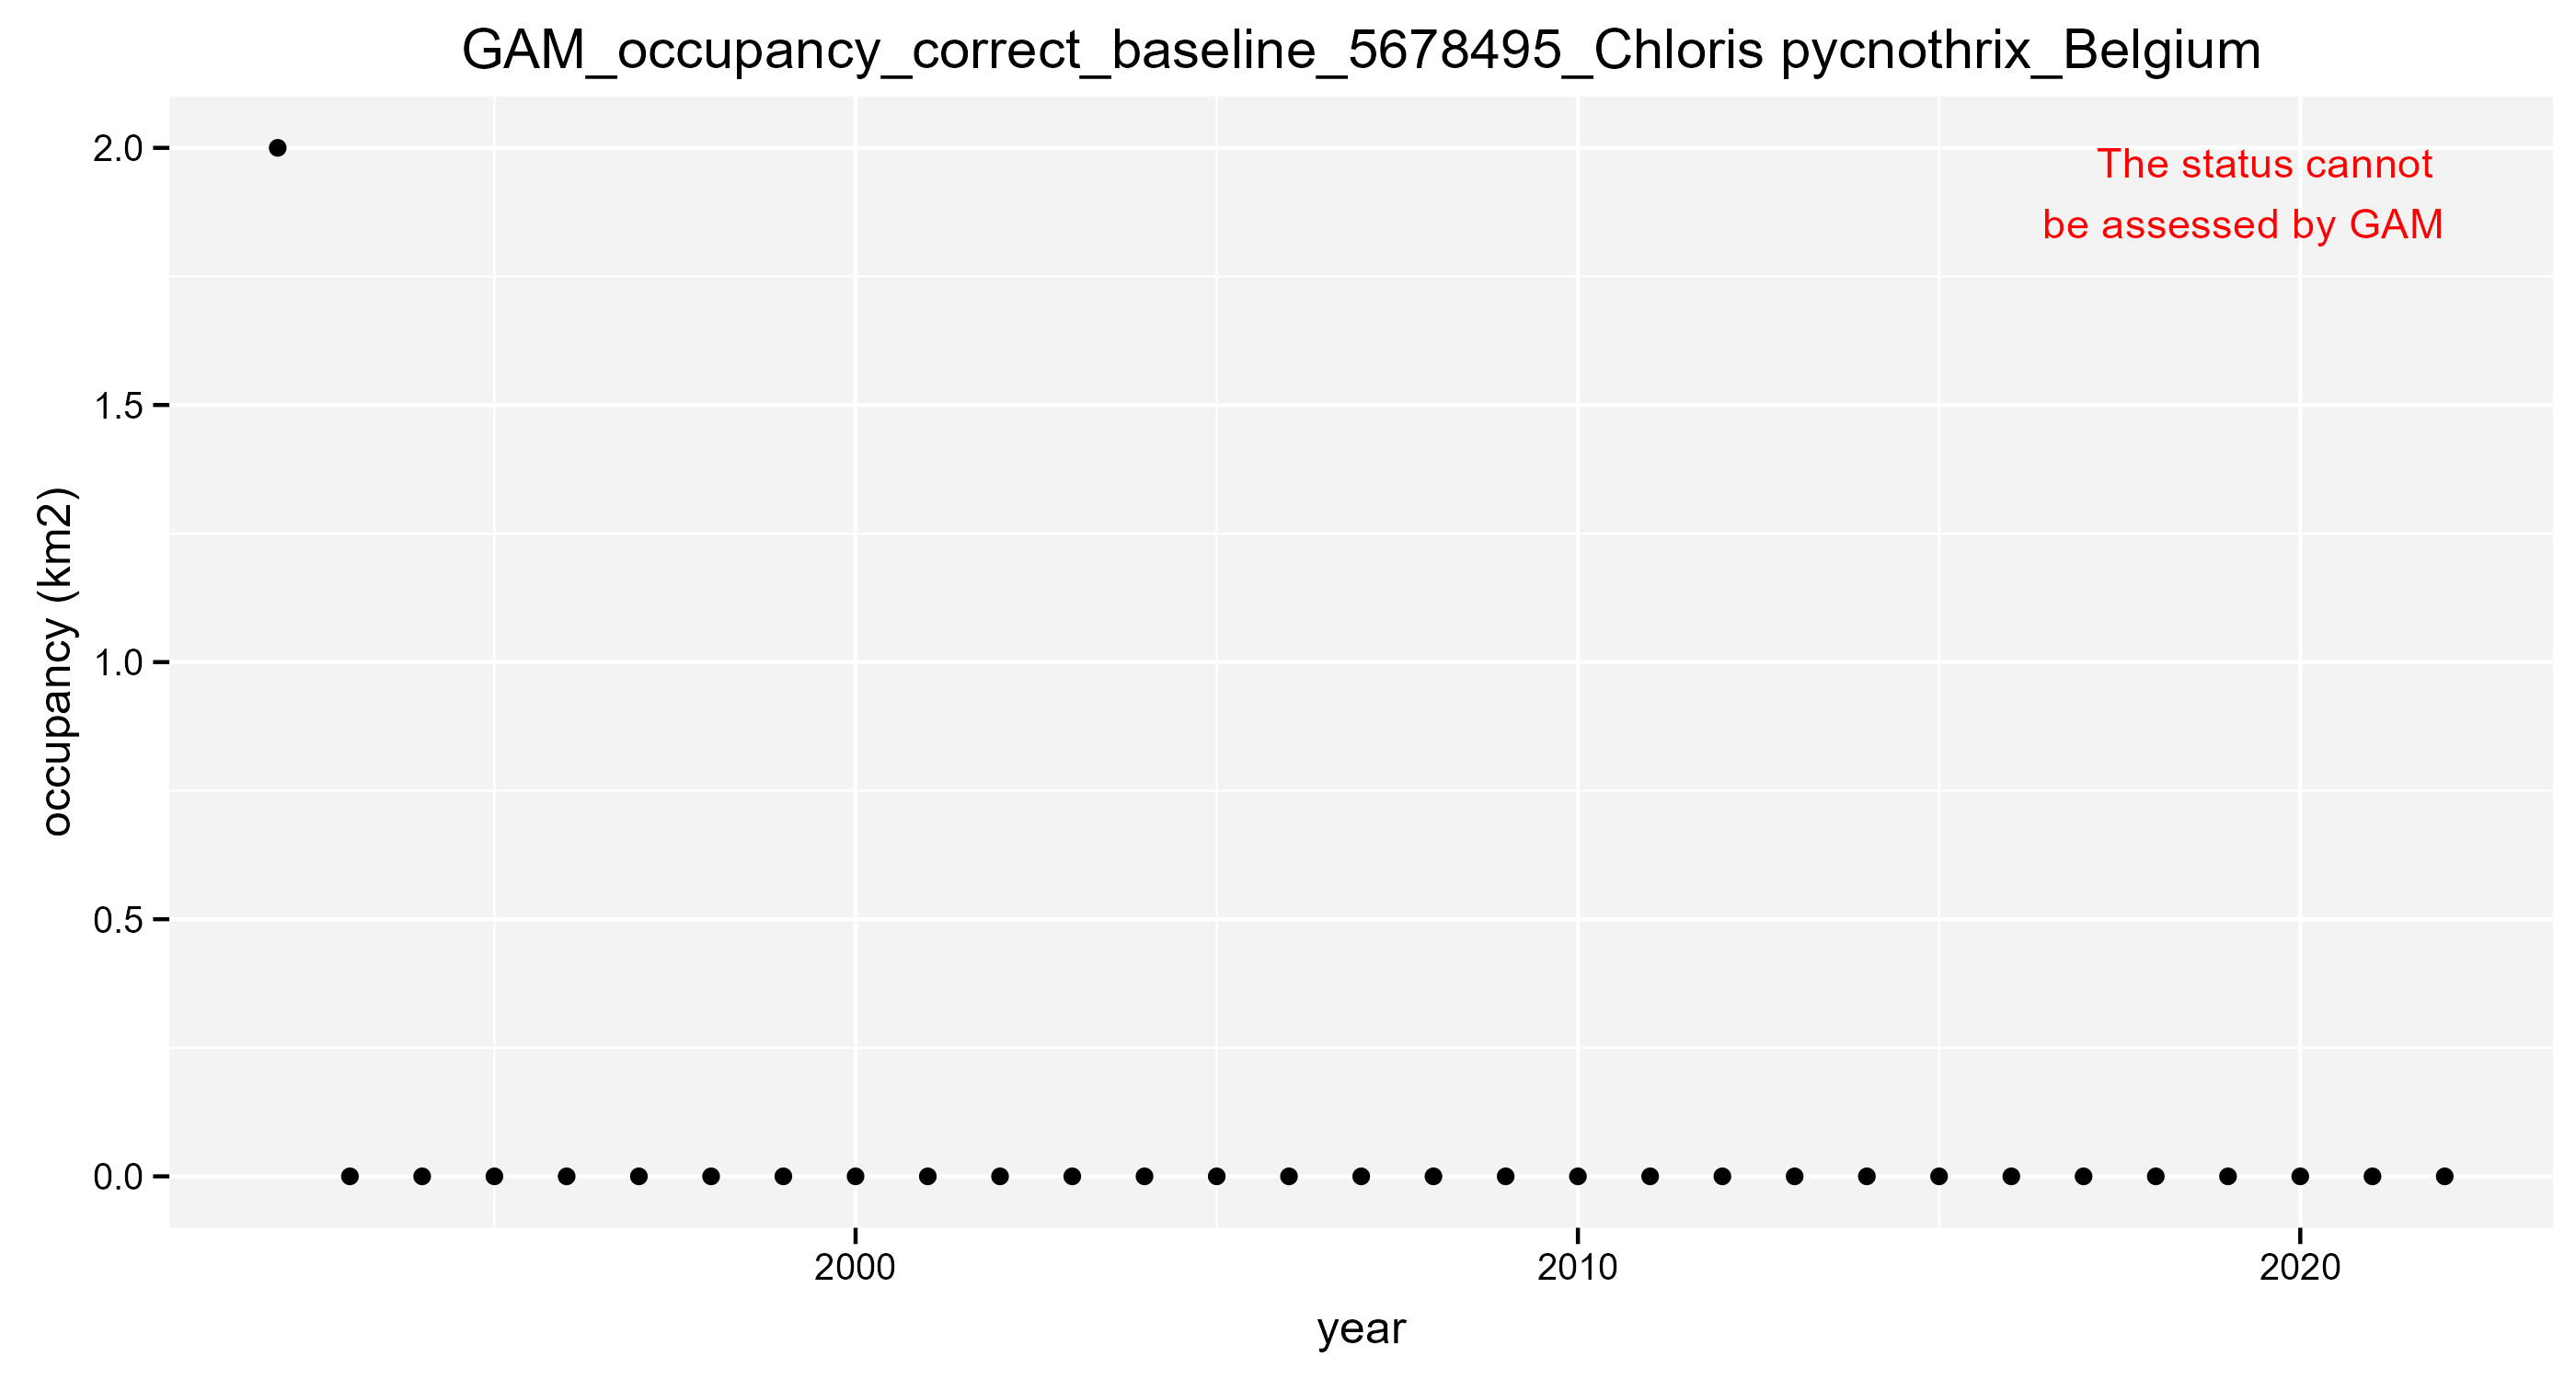 GAM_occupancy_correct_baseline_5678495_Chloris pycnothrix_Belgium
2.0
The status cannot
be assessed by GAM
1.5
occupancy (km2)
1.0
0.5
0.0
2000
2010
2020
year